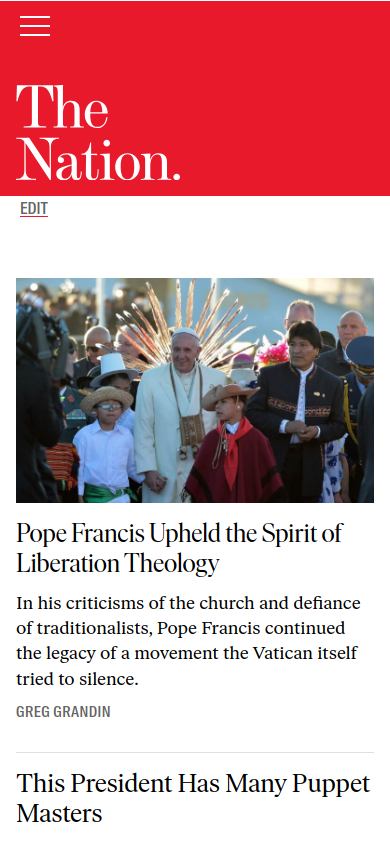 The
Nation.
EDIT
Pope Francis Upheld the Spirit of
Liberation Theology
In his criticisms of the church and defiance
of traditionalists, Pope Francis continued
the legacy of a movement the Vatican itself
tried to silence.
GREG GRANDIN
This President Has Many Puppet
Masters